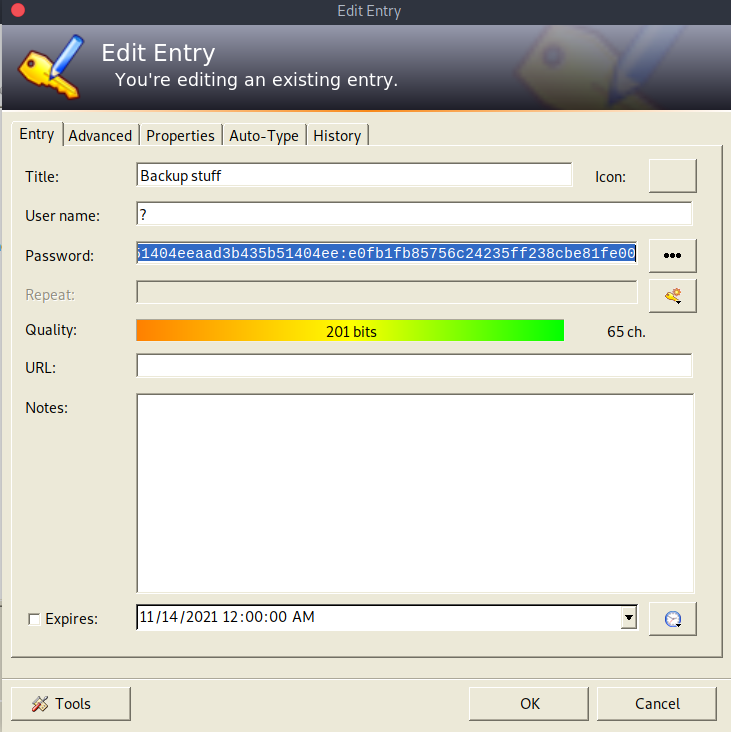 Edit Entry
Edit Entry
You're editing an existing entry.
Entry Advanced Properties Auto-Type History
Title: Backup stuff Icon:
User name: ?
Password: 51404eeaad3b435b51404ee:e0fb1fb85756c24235ff238cbe81fe00
Repeat:
Quality: 201 bits 65 ch.
URL:
Notes:
Expires: 11/14/2021 12:00:00 AM
Tools OK Cancel